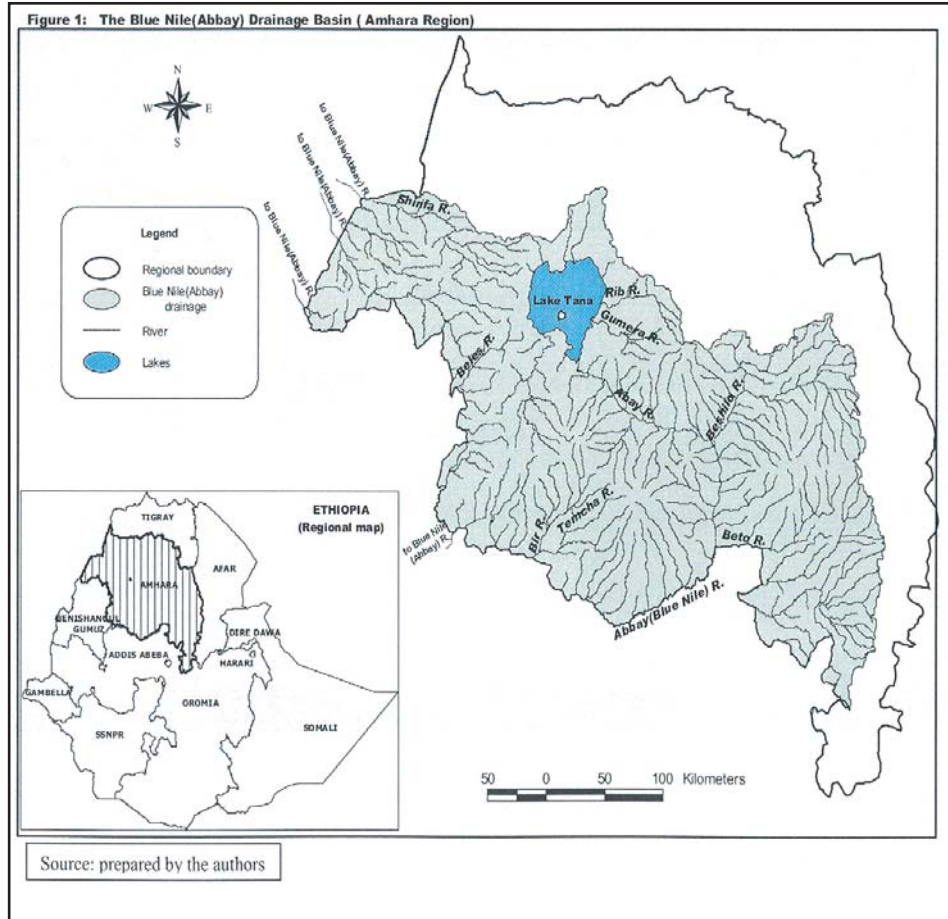 Figure 1: The Blue Nile(Abbay) Drainage Basin ( Amhara Region)
N
W E
S
to Blue Nile(Abbay) R.
to Blue Nile(Abbay) R.
to Blue Nile(Abbay) R.
Shinfa R.
Legend
Regional boundary
Blue Nile(Abbay)
drainage
River
Lakes
Lake Tana
Rib R.
Gumera R.
Beles R.
Abay R.
Beshilo R.
to Blue Nile
(Abbay) R.
Bir R.
Temcha R.
Beto R.
Abbay(Blue Nile) R.
ETHIOPIA
(Regional map)
TIGRAY
AFAR
AMHARA
BENISHANGUL
GUMUZ
DIRE DAWA
ADDIS ABEBA
HARARI
GAMBELLA
OROMIA
SSNPR
SOMALI
50 0 50 100 Kilometers
Source: prepared by the authors